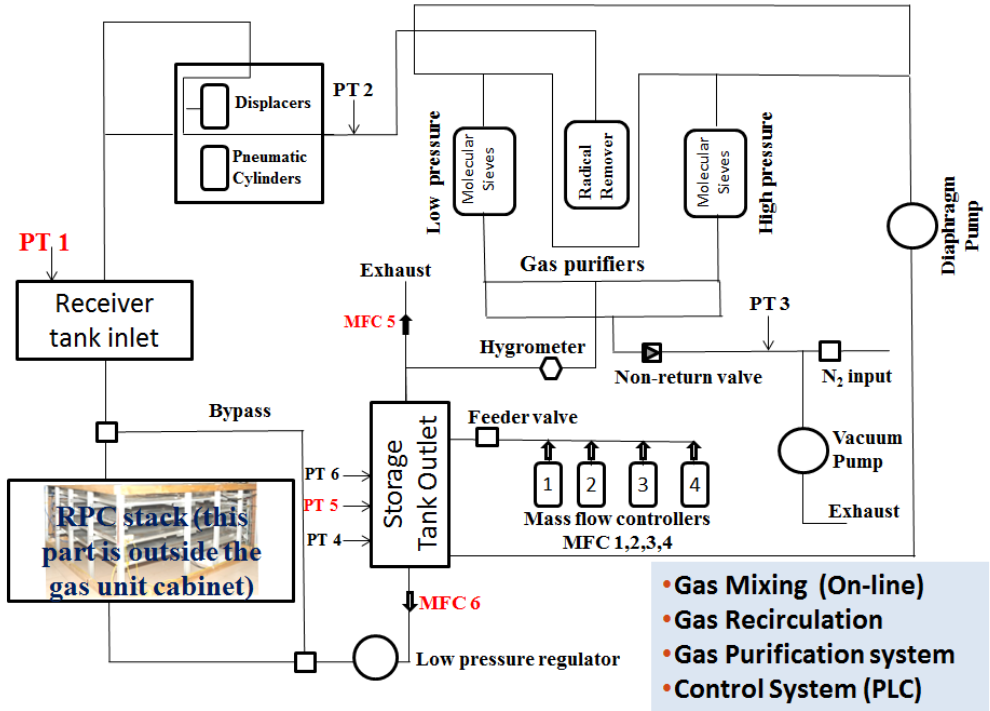 Displacers
Pneumatic
Cylinders
PT 2
Low pressure
Molecular
Sieves
Radical
Remover
Molecular
Sieves
High pressure
Diaphragm
Pump
PT 1
Receiver
tank inlet
Exhaust
Gas purifiers
MFC 5
PT 3
Hygrometer
Non-return valve
N₂ input
Bypass
Storage
Tank Outlet
Feeder valve
Vacuum
Pump
PT 6
PT 5
PT 4
1
2
3
4
Mass flow controllers
MFC 1,2,3,4
Exhaust
RPC stack (this
part is outside the
gas unit cabinet)
MFC 6
Low pressure regulator
•Gas Mixing (On-line)
•Gas Recirculation
•Gas Purification system
•Control System (PLC)